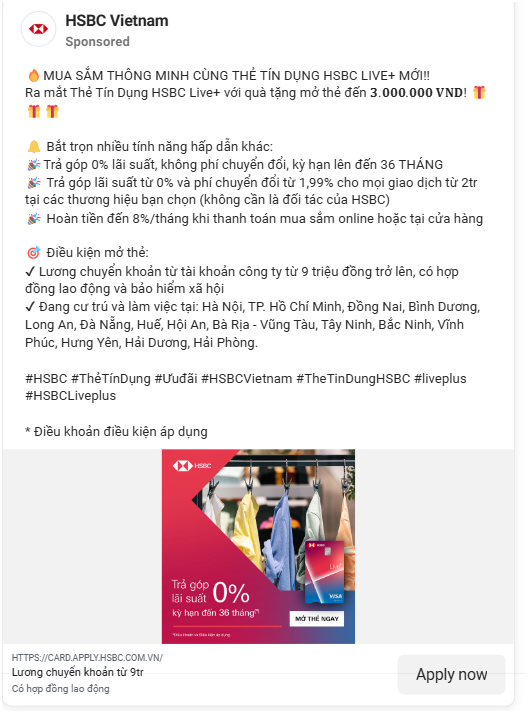 HSBC Vietnam
Sponsored
🔥MUA SẮM THÔNG MINH CÙNG THẺ TÍN DỤNG HSBC LIVE+ MỚI!!
Ra mắt Thẻ Tín Dụng HSBC Live+ với quà tặng mở thẻ đến 𝟑.𝟎𝟎𝟎.𝟎𝟎𝟎 𝐕𝐍𝐃! 🎁
🎁 🎁
🔔 Bắt trọn nhiều tính năng hấp dẫn khác:
🎉Trả góp 0% lãi suất, không phí chuyển đổi, kỳ hạn lên đến 36 THÁNG
🎉 Trả góp lãi suất từ 0% và phí chuyển đổi từ 1,99% cho mọi giao dịch từ 2tr
tại các thương hiệu bạn chọn (không cần là đối tác của HSBC)
🎉 Hoàn tiền đến 8%/tháng khi thanh toán mua sắm online hoặc tại cửa hàng
🎯 Điều kiện mở thẻ:
✔ Lương chuyển khoản từ tài khoản công ty từ 9 triệu đồng trở lên, có hợp
đồng lao động và bảo hiểm xã hội
✔ Đang cư trú và làm việc tại: Hà Nội, TP. Hồ Chí Minh, Đồng Nai, Bình Dương,
Long An, Đà Nẵng, Huế, Hội An, Bà Rịa - Vũng Tàu, Tây Ninh, Bắc Ninh, Vĩnh
Phúc, Hưng Yên, Hải Dương, Hải Phòng.
#HSBC #ThẻTínDụng #Ưuđãi #HSBCVietnam #TheTinDungHSBC #liveplus
#HSBCLiveplus
* Điều khoản điều kiện áp dụng
HSBC
HSBC
Live+
VISA
Trả góp
lãi suất 0%
kỳ hạn đến 36 tháng(*)
MỞ THẺ NGAY
*Điều khoản và Điều kiện áp dụng.
HTTPS://CARD.APPLY.HSBC.COM.VN/
Lương chuyển khoản từ 9tr
Có hợp đồng lao động
Apply now